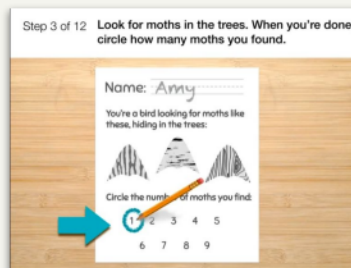 Step 3 of 12 Look for moths in the trees. When you're done
circle how many moths you found.
Name: Amy
You're a bird looking for moths like
these, hiding in the trees:
Circle the number of moths you find:
1 2 3 4 5
6 7 8 9